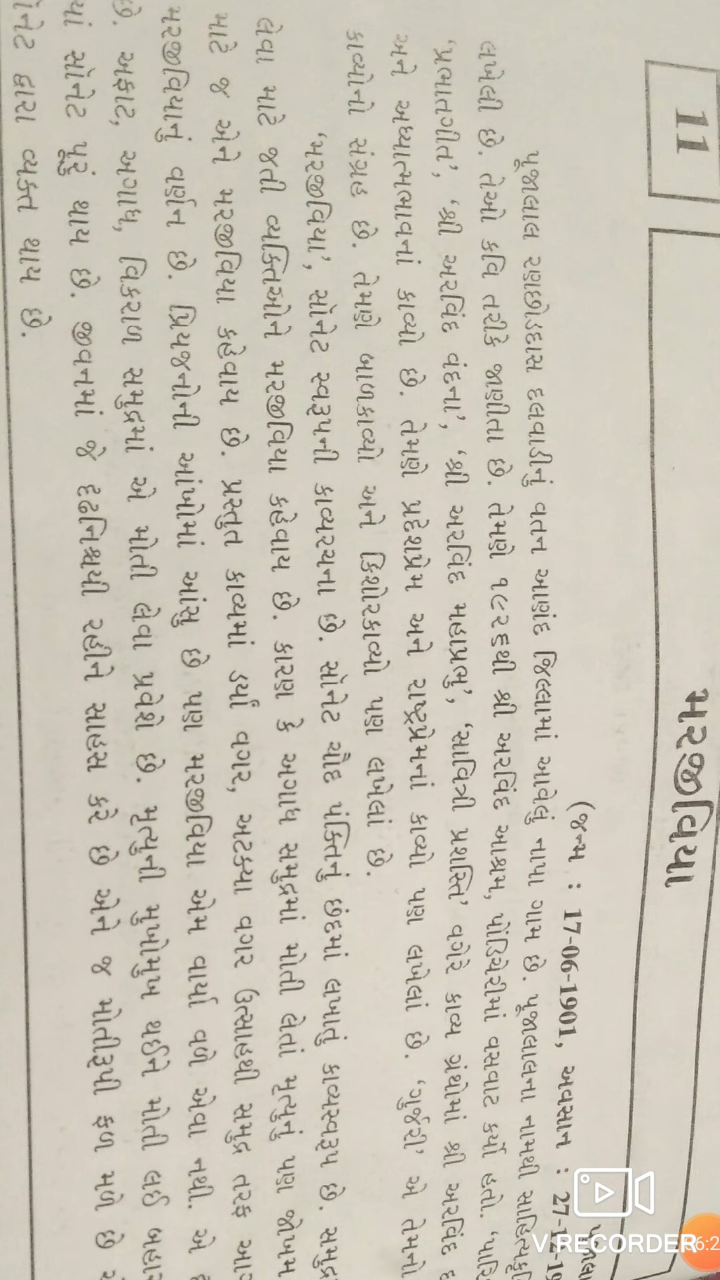 11
મરજીવિયા
પૂજાલા
(જન્મ : 17-06-1901, અવસાન : 27-12-19
પૂજાલાલ રણછોડદાસ દલવાડીનું વતન આણંદ જિલ્લામાં આવેલું નાપા ગામ છે. પૂજાલાલના નામથી સાહિત્યકૃ
લખેલી છે. તેઓ કવિ તરીકે જાણીતા છે. તેમણે ૧૯૨૬થી શ્રી અરવિંદ આશ્રમ, પોંડિચેરીમાં વસવાટ કર્યો હતો. 'પારિ
'પ્રભાતગીત', 'શ્રી અરવિંદ વંદના', 'શ્રી અરવિંદ મહાપ્રભુ', 'સાવિત્રી પ્રશસ્તિ' વગેરે કાવ્ય ગ્રંથોમાં શ્રી અરવિંદ દ
અને અધ્યાત્મભાવનાં કાવ્યો છે. તેમણે પ્રદેશપ્રેમ અને રાષ્ટ્રપ્રેમનાં કાવ્યો પણ લખેલાં છે. 'ગુર્જરી' એ તેમનો
કાવ્યોનો સંગ્રહ છે. તેમણે બાળકાવ્યો અને કિશોરકાવ્યો પણ લખેલાં છે.
'મરજીવિયા', સોનેટ સ્વરૂપની કાવ્યરચના છે. સોનેટ ચૌદ પંક્તિનું છંદમાં લખાતું કાવ્યસ્વરૂપ છે. સમુદ્ર
લેવા માટે જતી વ્યક્તિઓને મરજીવિયા કહેવાય છે. કારણ કે અગાધ સમુદ્રમાં મોતી લેતાં મૃત્યુનું પણ જોખમ
માટે જ એને મરજીવિયા કહેવાય છે. પ્રસ્તુત કાવ્યમાં ડર્યા વગર, અટક્યા વગર ઉત્સાહથી સમુદ્ર તરફ આ
મરજીવિયાનું વર્ણન છે. પ્રિયજનોની આંખોમાં આંસુ છે પણ મરજીવિયા એમ વાર્યા વળે એવા નથી. એ
છે. અફાટ, અગાધ, વિકરાળ સમુદ્રમાં એ મોતી લેવા પ્રવેશે છે. મૃત્યુની મુખોમુખ થઈને મોતી લઈ બહાર
યાં સોનેટ પૂરું થાય છે. જીવનમાં જે દૃઢનિશ્ચયી રહીને સાહસ કરે છે એને જ મોતીરૂપી ફળ મળે છે
નેટ દ્વારા વ્યક્ત થાય છે.
V RECORDER